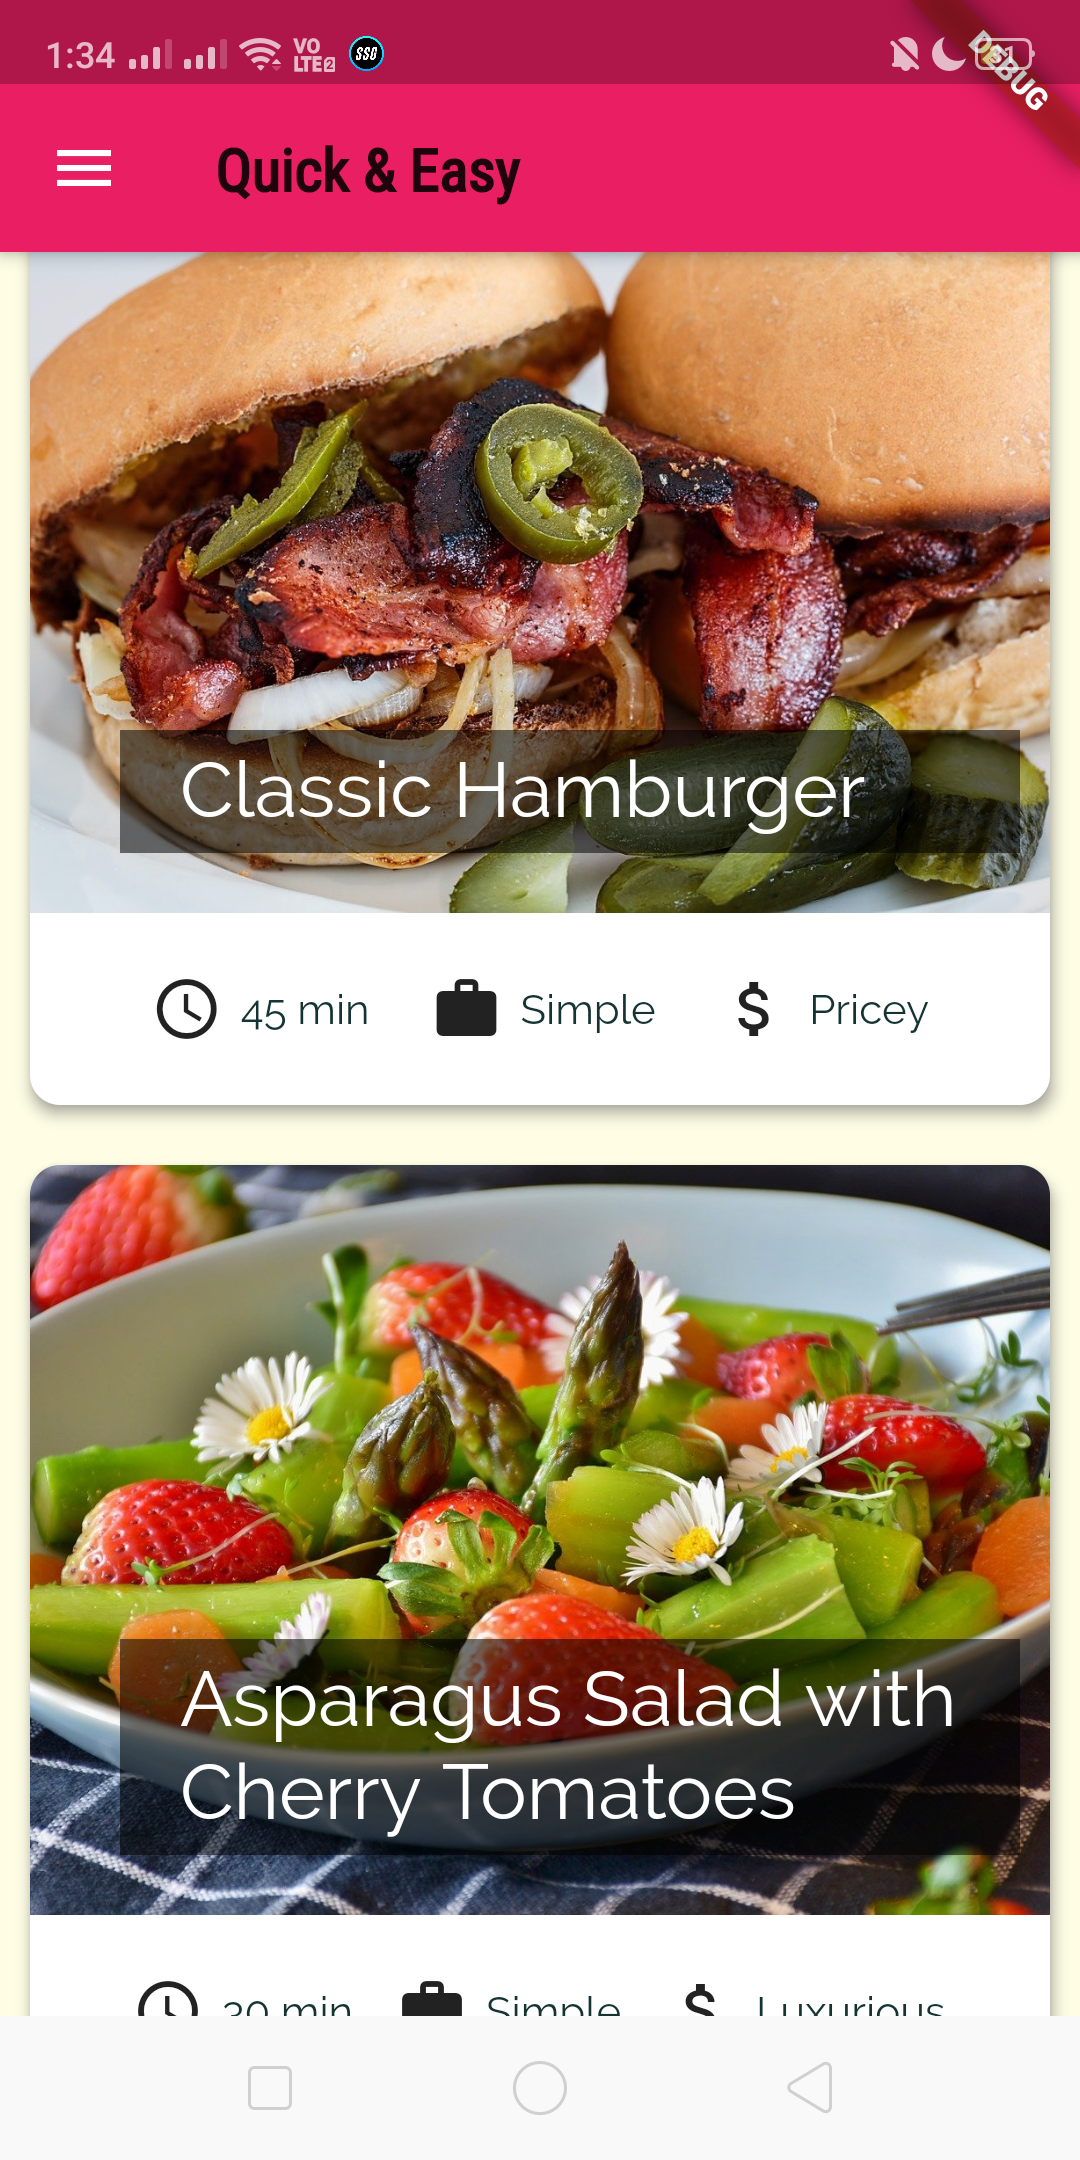 1:34 VO LTE2 SSG
DEBUG
Quick & Easy
Classic Hamburger
45 min Simple $ Pricey
Asparagus Salad with
Cherry Tomatoes
min Simple $ Luxurious